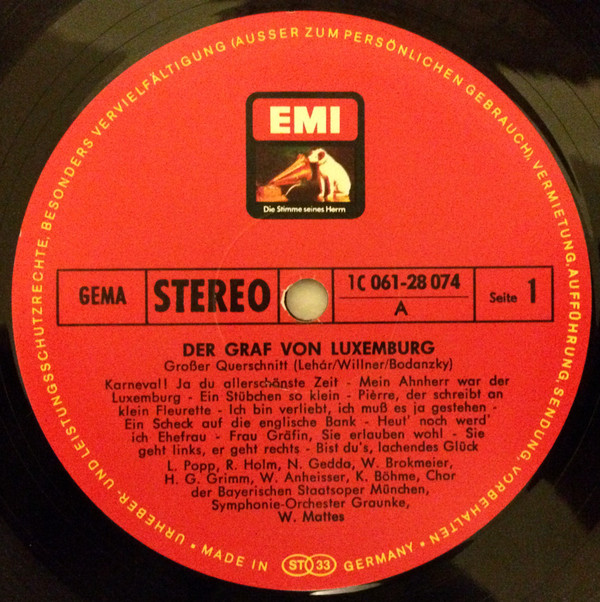 URHEBER- UND LEISTUNGSSCHUTZRECHTE, BESONDERS VERVIELFÄLTIGUNG (AUSSER ZUM PERSÖNLICHEN GEBRAUCH), VERMIETUNG, AUFFÜHRUNG, SENDUNG, VORBEHALTEN
EMI
Die Stimme seines Herrn
GEMA
STEREO
1C 061-28 074
A
Seite 1
DER GRAF VON LUXEMBURG
Großer Querschnitt (Lehár/Willner/Bodanzky)
Karneval! Ja du allerschönste Zeit - Mein Ahnherr war der
Luxemburg - Ein Stübchen so klein - Pièrre, der schreibt an
klein Fleurette - Ich bin verliebt, ich muß es ja gestehen -
Ein Scheck auf die englische Bank - Heut' noch werd'
ich Ehefrau - Frau Gräfin, Sie erlauben wohl - Sie
geht links, er geht rechts - Bist du's, lachendes Glück
L. Popp, R. Holm, N. Gedda, W. Brokmeier,
H. G. Grimm, W. Anheisser, K. Böhme, Chor
der Bayerischen Staatsoper München,
Symphonie-Orchester Graunke,
W. Mattes
• MADE IN GERMANY •
ST 33